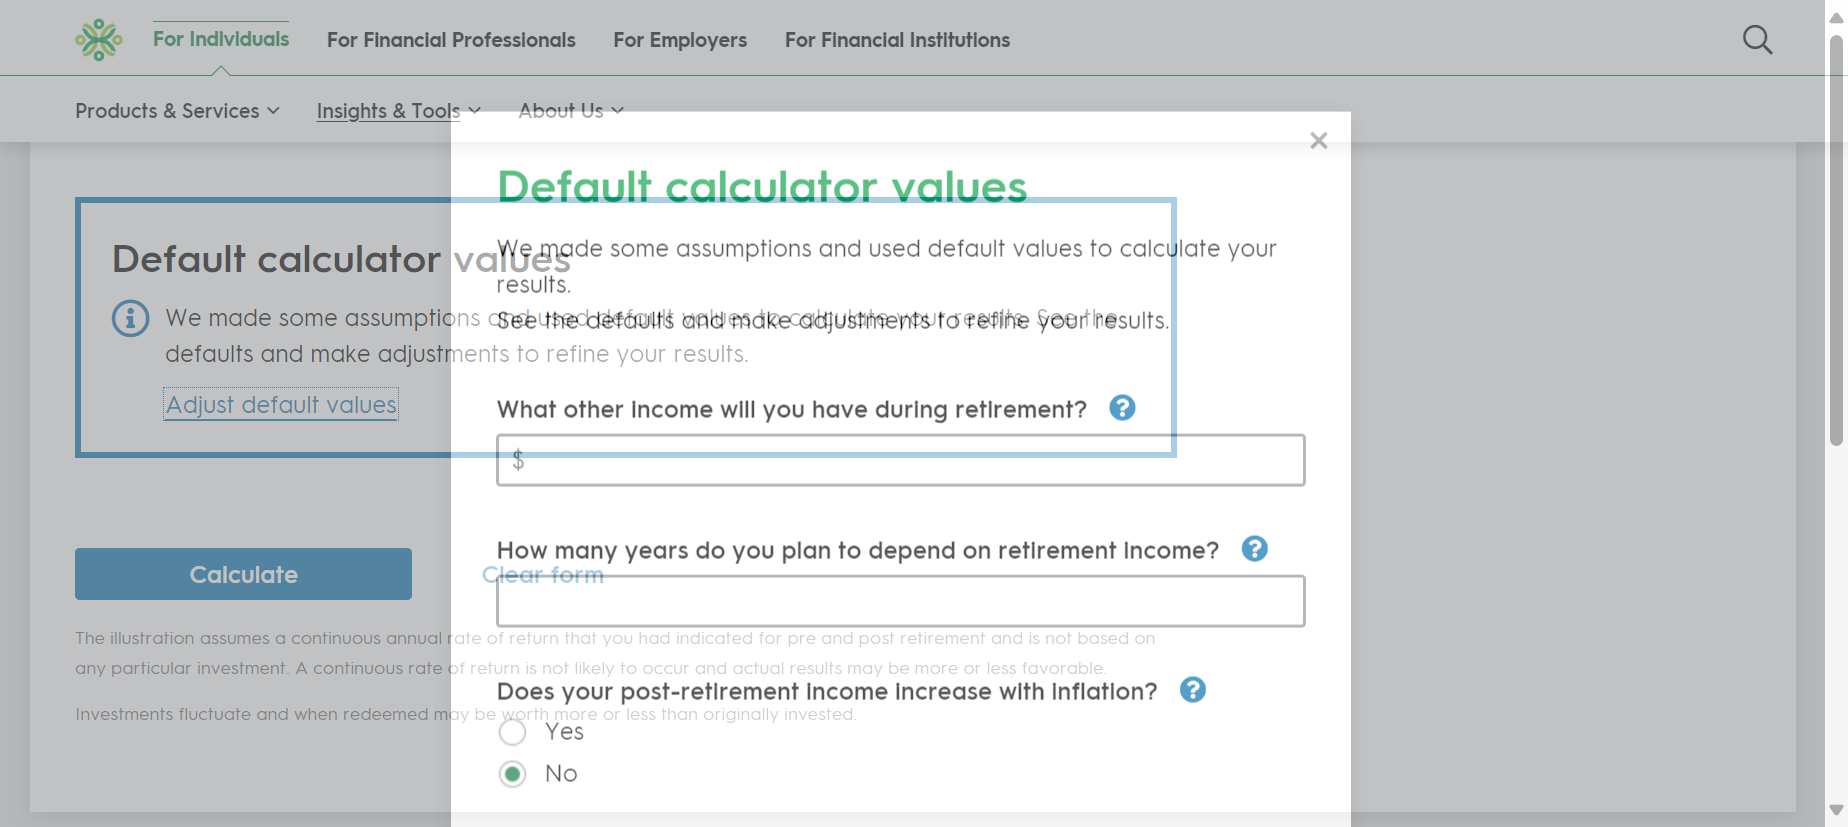 For Individuals
For Financial Professionals
For Employers
For Financial Institutions
Products & Services
Insights & Tools
About Us
Default calculator values
We made some assumptions and used default values to calculate your results. See the
defaults and make adjustments to refine your results.
Adjust default values
Calculate
Clear form
The illustration assumes a continuous annual rate of return that you had indicated for pre and post retirement and is not based on
any particular investment. A continuous rate of return is not likely to occur and actual results may be more or less favorable.
Investments fluctuate and when redeemed may be worth more or less than originally invested.
Default calculator values
We made some assumptions and used default values to calculate your
results.
See the defaults and make adjustments to refine your results.
What other income will you have during retirement?
$
How many years do you plan to depend on retirement income?
Does your post-retirement income increase with inflation?
Yes
No